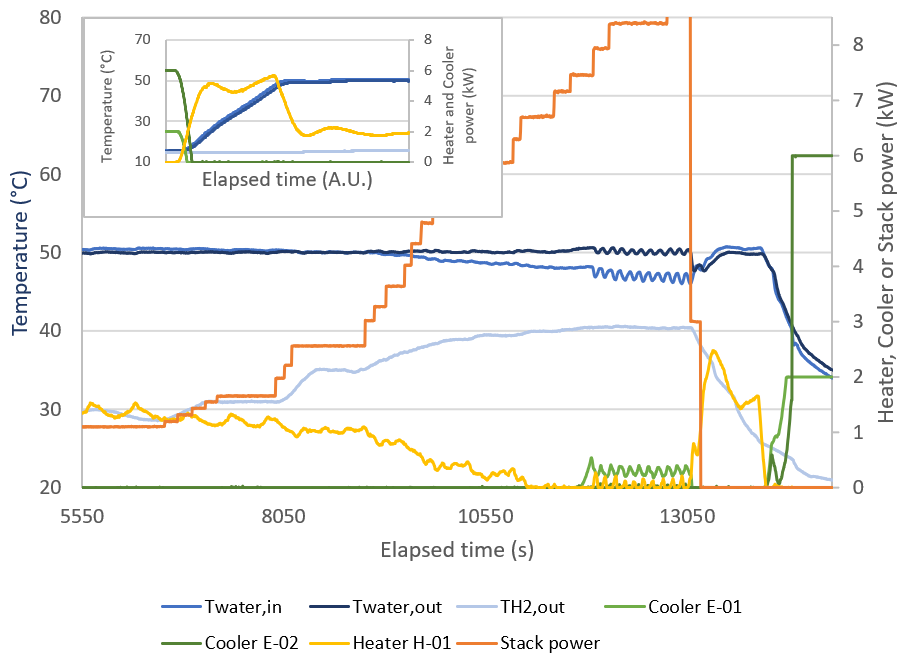 80
70
60
50
40
30
20
Temperature (°C)
70
50
30
10
Temperature (°C)
8
6
4
2
0
Heater and Cooler
power (kW)
Elapsed time (A.U.)
8
7
6
5
4
3
2
1
0
Heater, Cooler or Stack power (kW)
5550 8050 10550 13050
Elapsed time (s)
Twater,in Twater,out TH2,out Cooler E-01
Cooler E-02 Heater H-01 Stack power